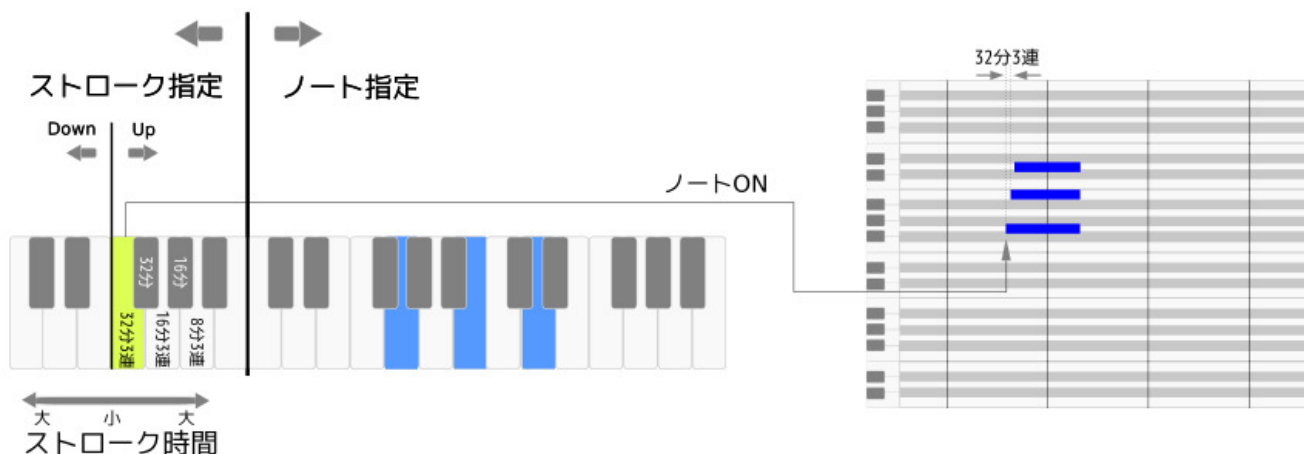 ストローク指定
ノート指定
Down
Up
32分3連
32分
16分3連
16分
8分3連
大
小
大
ストローク時間
ノートON
32分3連